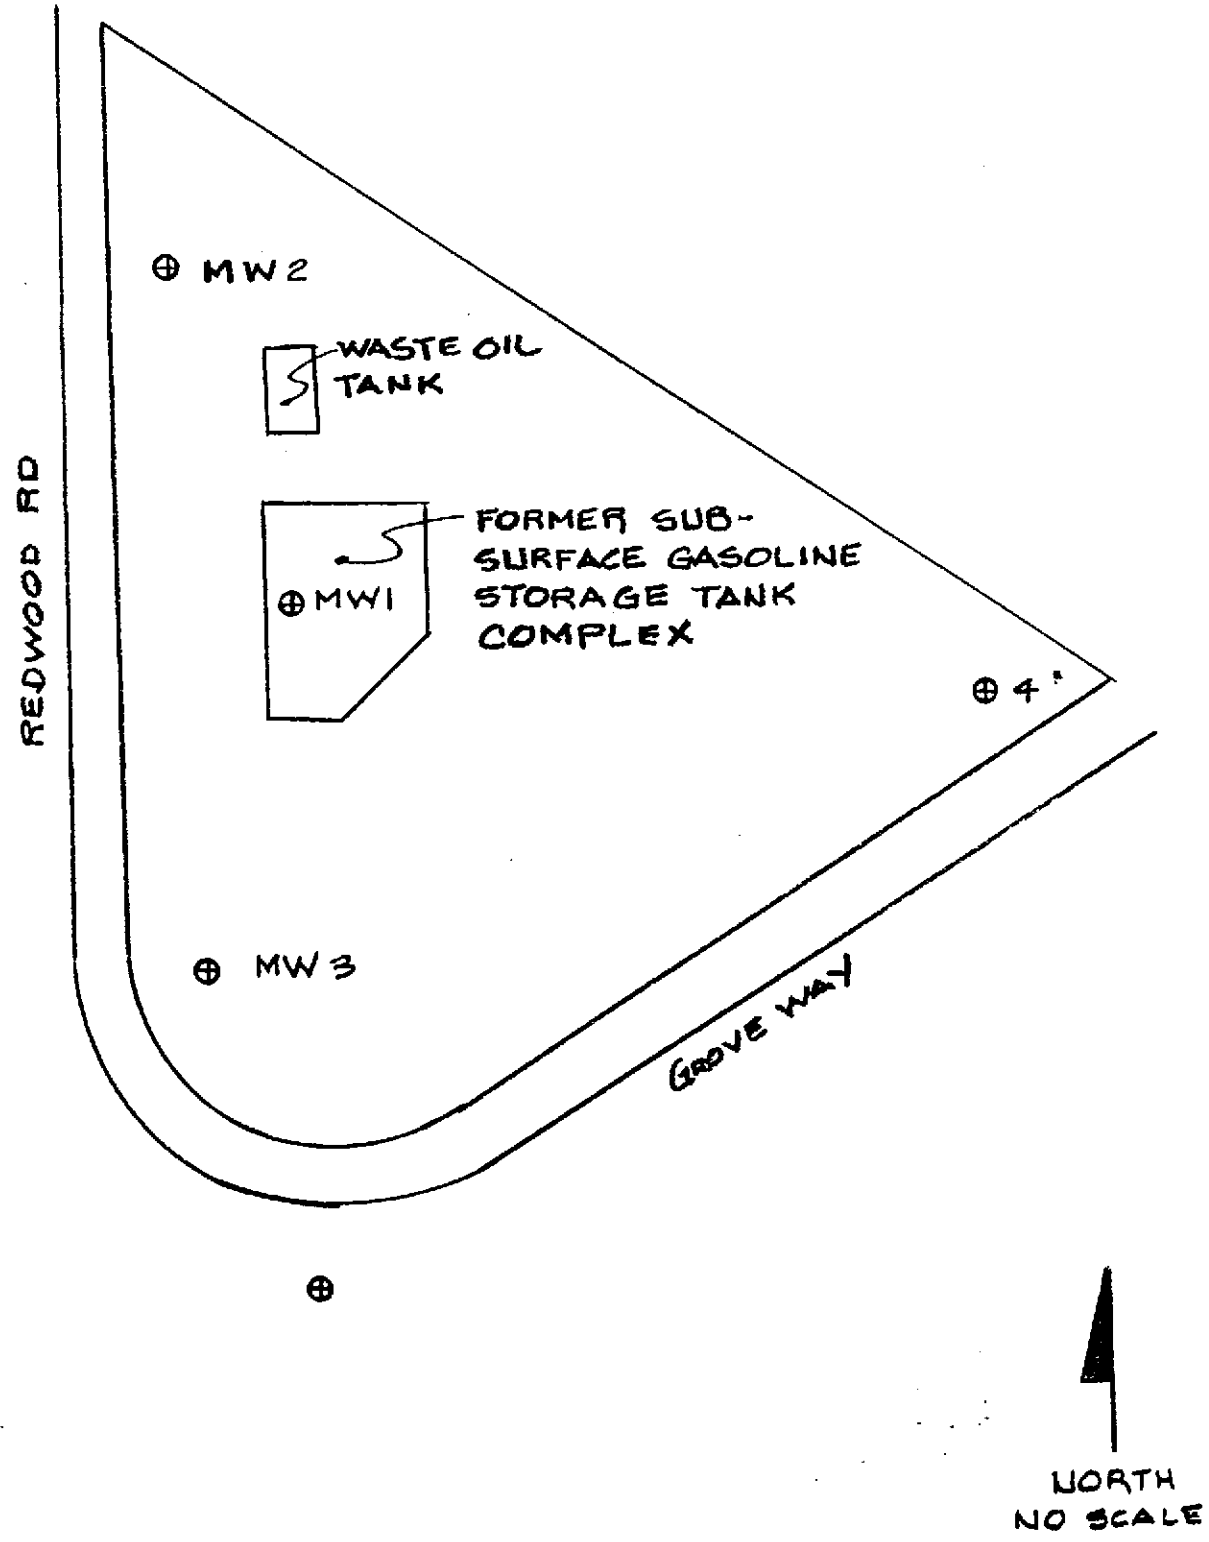 MW2
WASTE OIL
TANK
REDWOOD RD
FORMER SUB-
SURFACE GASOLINE
STORAGE TANK
COMPLEX
MW1
4"
MW3
GROVE WAY
NORTH
NO SCALE